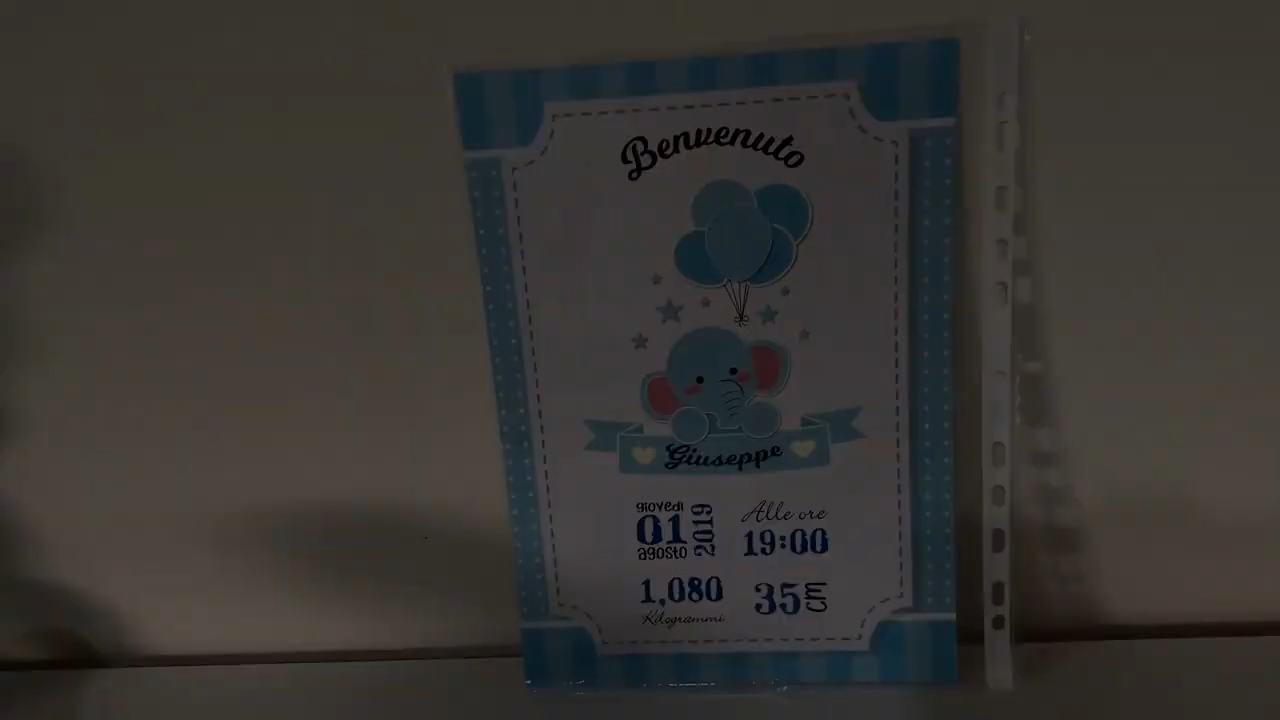 Benvenuto
Giuseppe
giovedì
01
agosto
2019
Alle ore
19:00
1,080
Kilogrammi
35 cm